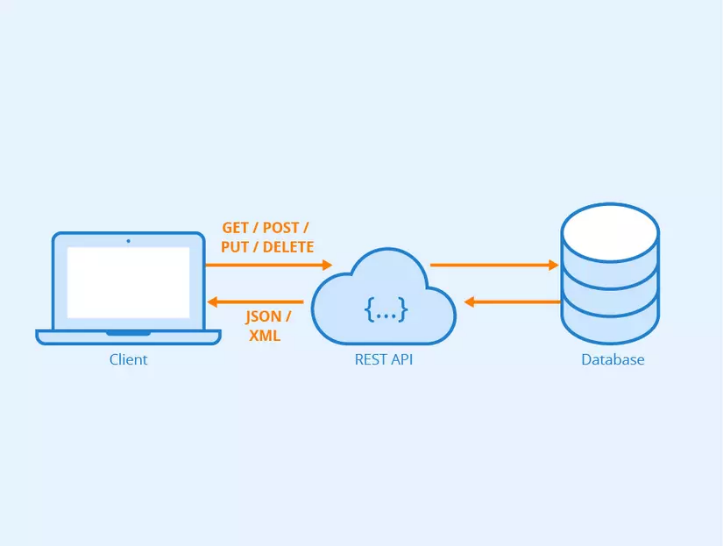 GET / POST /
PUT / DELETE
{...}
JSON /
XML
Client
REST API
Database